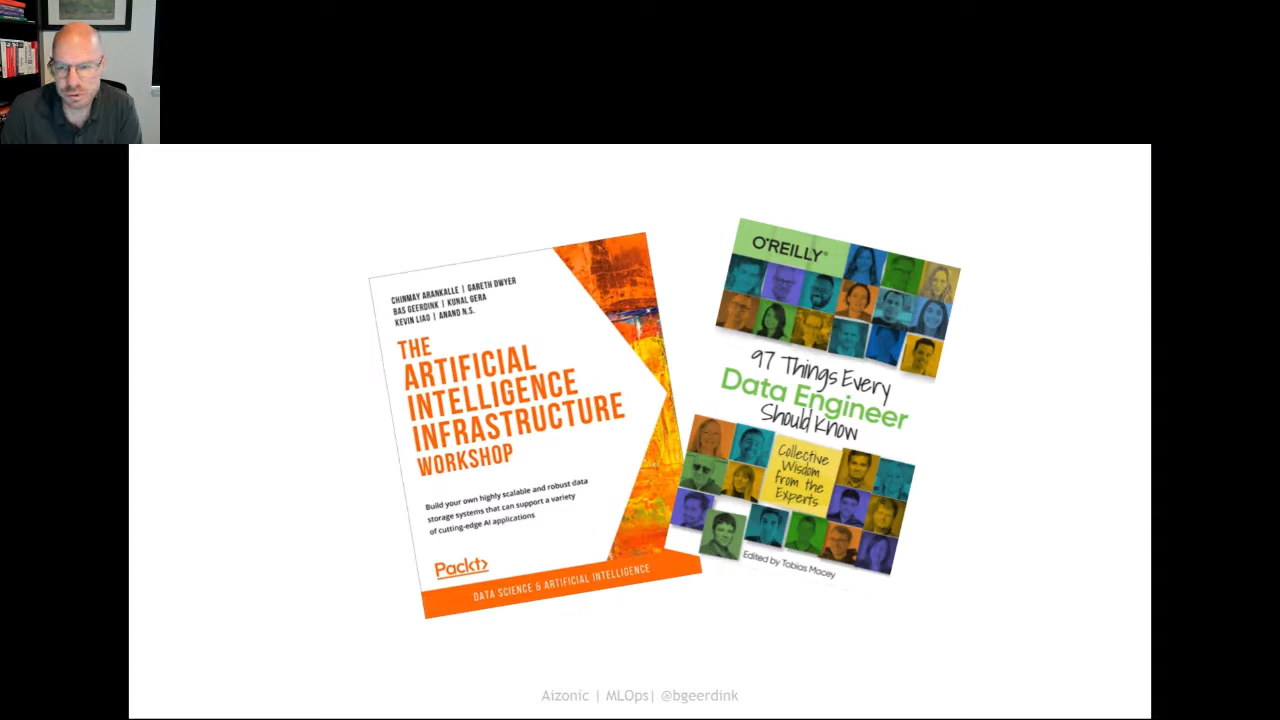 CHINMAY ARANKALLE | GARETH DWYER
BAS GEERDINK | KUNAL GERA
KEVIN LIAO | ANAND N.S.
THE
ARTIFICIAL
INTELLIGENCE
INFRASTRUCTURE
WORKSHOP
Build your own highly scalable and robust data
storage systems that can support a variety
of cutting-edge AI applications
Packt>
DATA SCIENCE & ARTIFICIAL INTELLIGENCE
O'REILLY®
97 Things Every
Data Engineer
Should Know
Collective
Wisdom
from the
Experts
Edited by Tobias Macey
Aizonic | MLOps| @bgeerdink